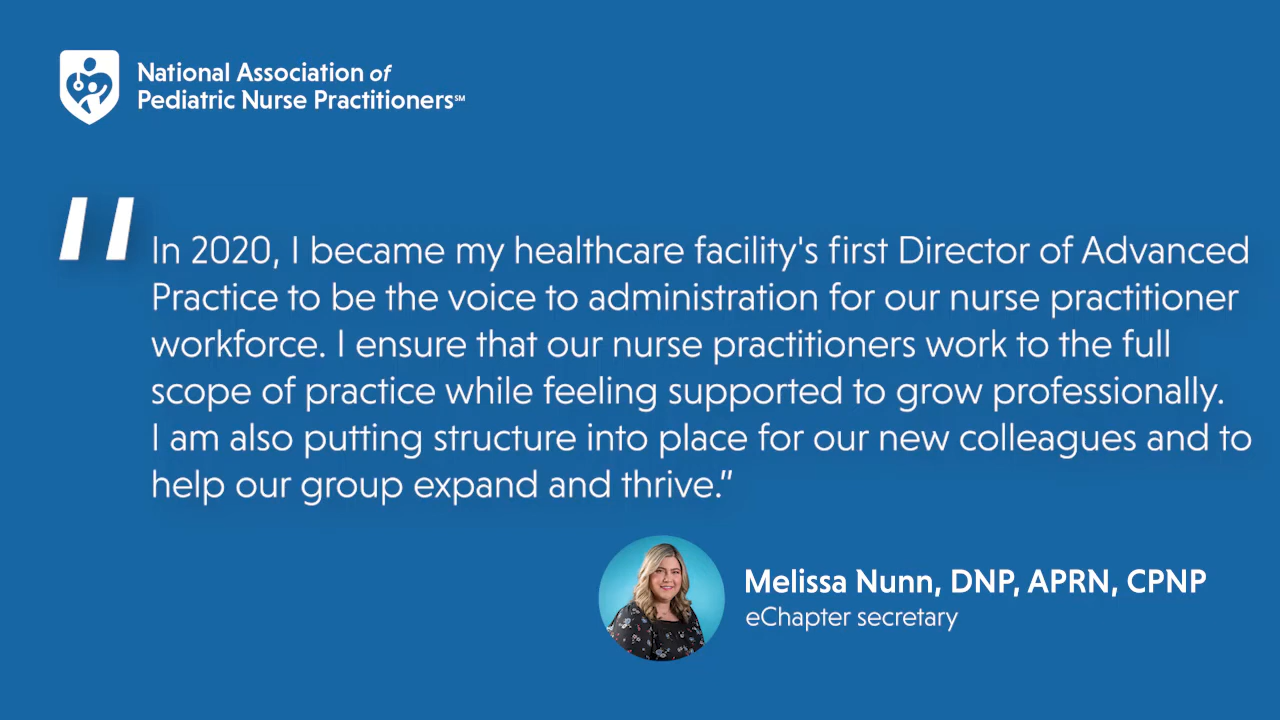 National Association of
Pediatric Nurse Practitioners℠
"In 2020, I became my healthcare facility's first Director of Advanced
Practice to be the voice to administration for our nurse practitioner
workforce. I ensure that our nurse practitioners work to the full
scope of practice while feeling supported to grow professionally.
I am also putting structure into place for our new colleagues and to
help our group expand and thrive."
Melissa Nunn, DNP, APRN, CPNP
eChapter secretary